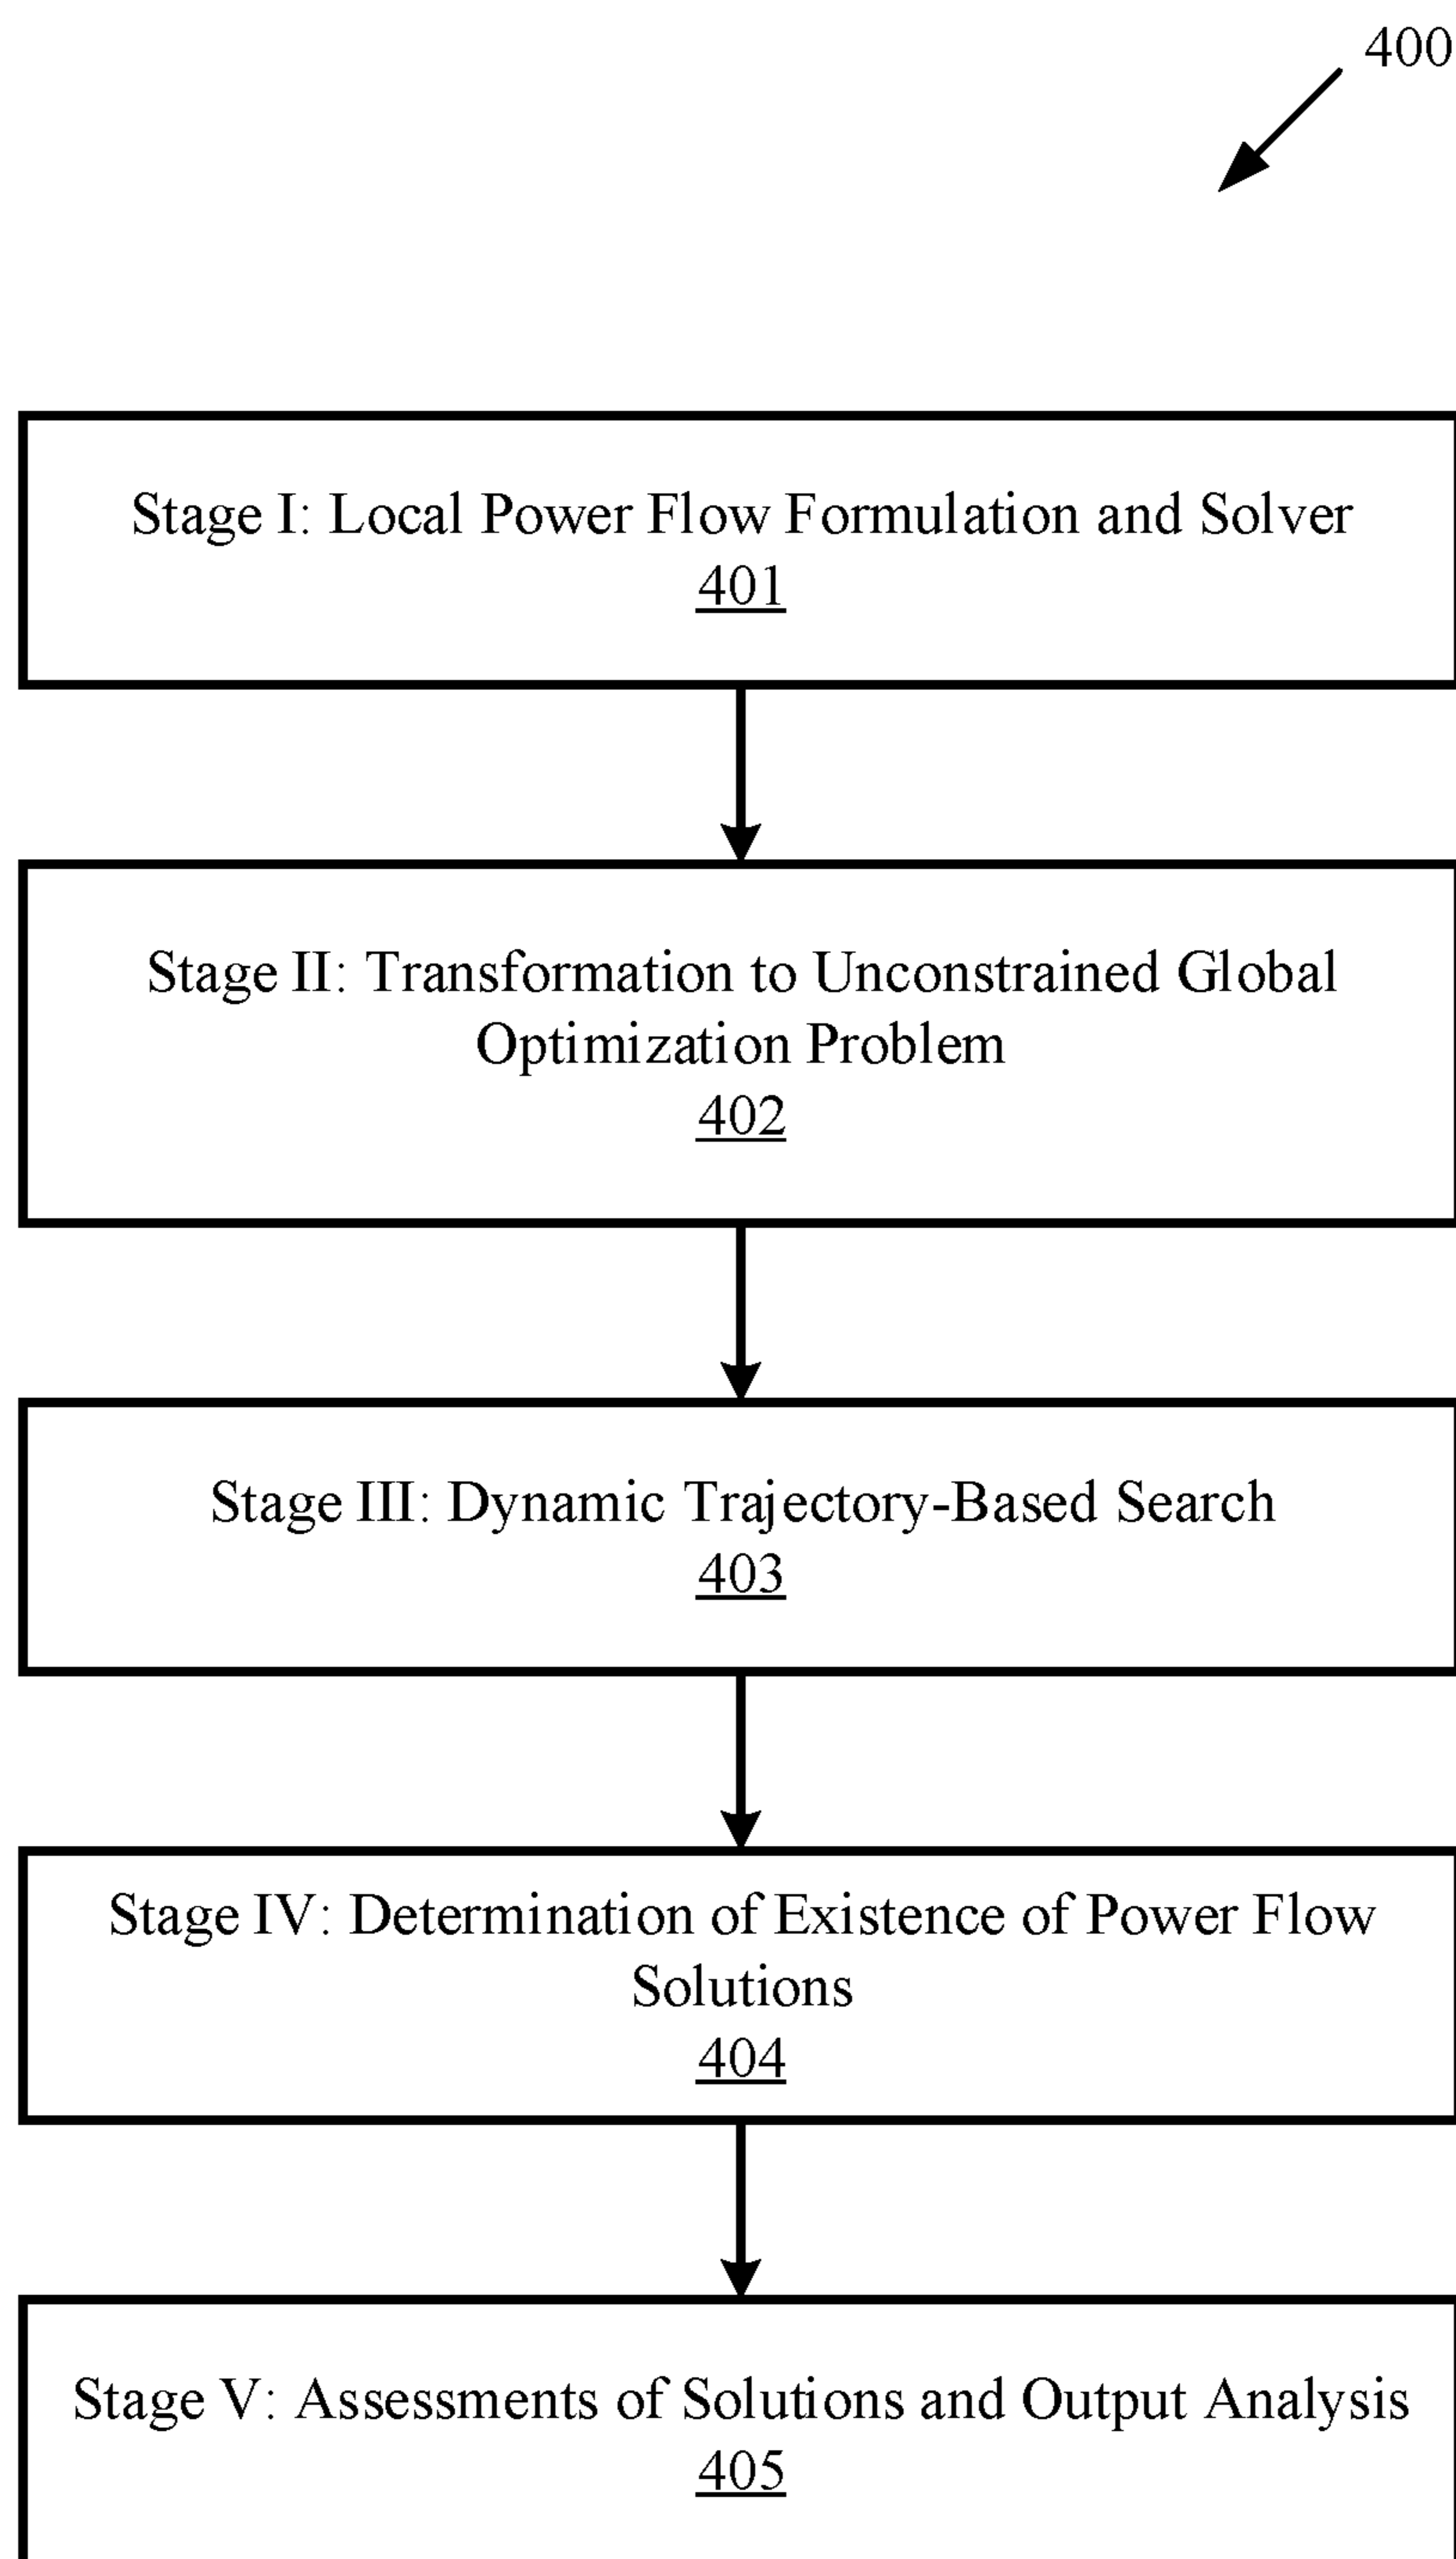 400
Stage I: Local Power Flow Formulation and Solver
401
Stage II: Transformation to Unconstrained Global
Optimization Problem
402
Stage III: Dynamic Trajectory-Based Search
403
Stage IV: Determination of Existence of Power Flow
Solutions
404
Stage V: Assessments of Solutions and Output Analysis
405